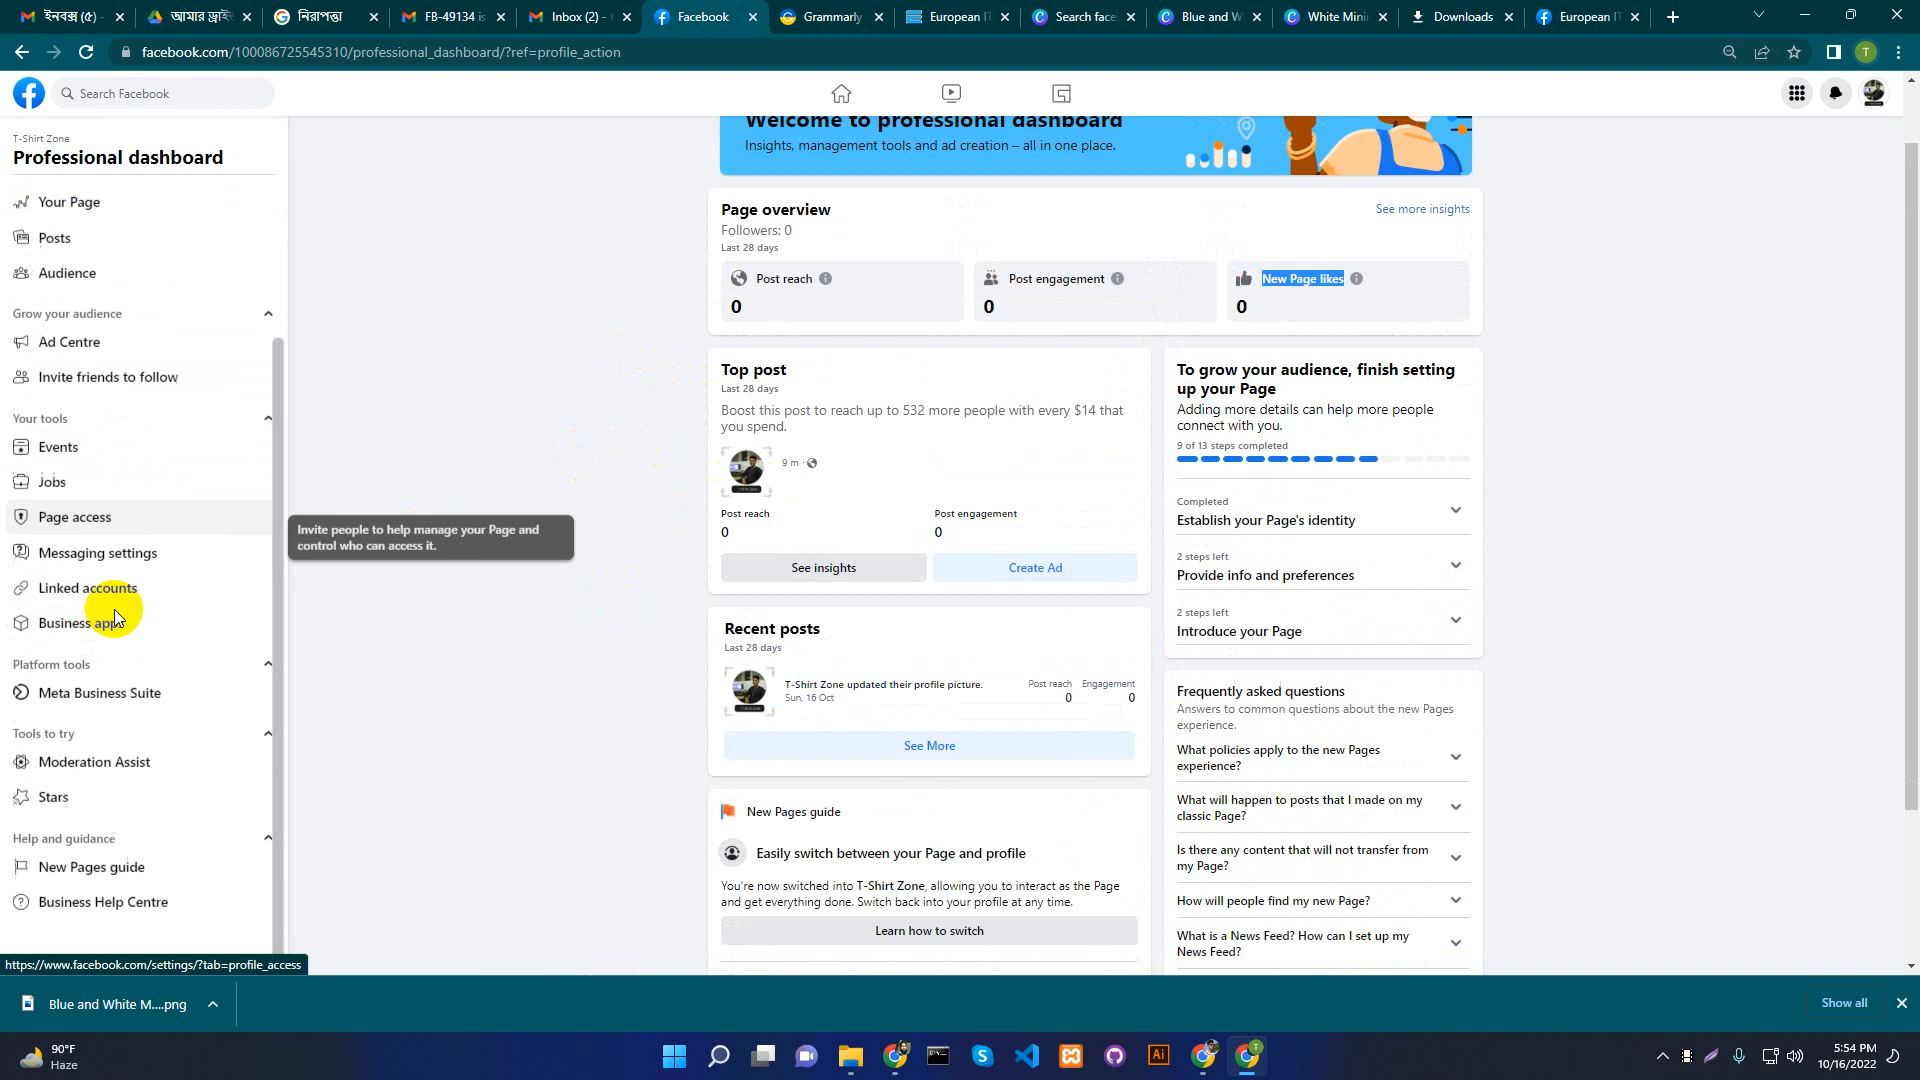 ইনবক্স (৫) -
আমার ড্রাই
নিরাপত্তা
FB-49134 is
Inbox (2) -
Facebook
Grammarly
European IT
Search face
Blue and W
White Mini
Downloads
European IT
facebook.com/100086725545310/professional_dashboard/?ref=profile_action
T
Search Facebook
T-Shirt Zone
Professional dashboard
Your Page
Posts
Audience
Grow your audience
Ad Centre
Invite friends to follow
Your tools
Events
Jobs
Page access
Invite people to help manage your Page and
control who can access it.
Messaging settings
Linked accounts
Business apps
Platform tools
Meta Business Suite
Tools to try
Moderation Assist
Stars
Help and guidance
New Pages guide
Business Help Centre
https://www.facebook.com/settings/?tab=profile_access
Welcome to professional dashboard
Insights, management tools and ad creation – all in one place.
Page overview
See more insights
Followers: 0
Last 28 days
Post reach
0
Post engagement
0
New Page likes
0
Top post
Last 28 days
Boost this post to reach up to 532 more people with every $14 that
you spend.
9 m ·
Post reach
0
Post engagement
0
See insights
Create Ad
Recent posts
Last 28 days
T-Shirt Zone updated their profile picture.
Sun, 16 Oct
Post reach
0
Engagement
0
See More
New Pages guide
Easily switch between your Page and profile
You're now switched into T-Shirt Zone, allowing you to interact as the Page
and get everything done. Switch back into your profile at any time.
Learn how to switch
To grow your audience, finish setting
up your Page
Adding more details can help more people
connect with you.
9 of 13 steps completed
Completed
Establish your Page's identity
2 steps left
Provide info and preferences
2 steps left
Introduce your Page
Frequently asked questions
Answers to common questions about the new Pages
experience.
What policies apply to the new Pages
experience?
What will happen to posts that I made on my
classic Page?
Is there any content that will not transfer from
my Page?
How will people find my new Page?
What is a News Feed? How can I set up my
News Feed?
Blue and White M....png
Show all
90°F
Haze
Ai
T
5:54 PM
10/16/2022